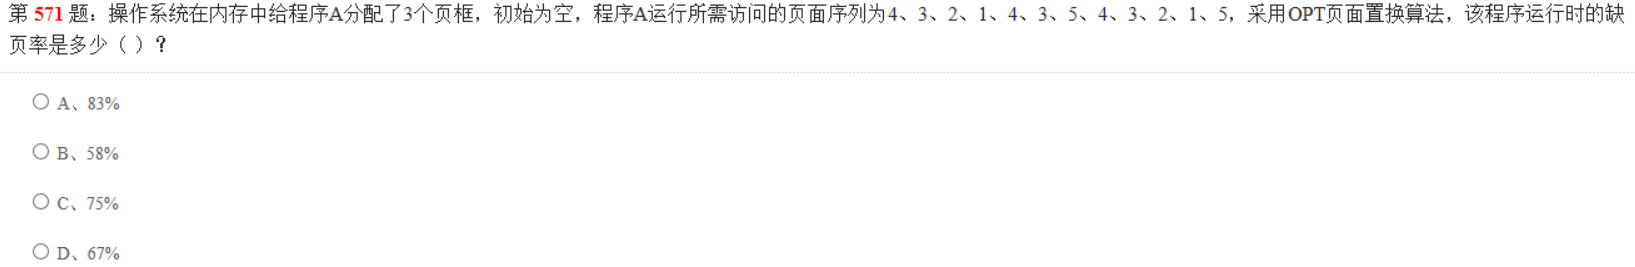 第 571 题：操作系统在内存中给程序A分配了3个页框，初始为空，程序A运行所需访问的页面序列为4、3、2、1、4、3、5、4、3、2、1、5，采用OPT页面置换算法，该程序运行时的缺
页率是多少（ ）？
A、83%
B、58%
C、75%
D、67%